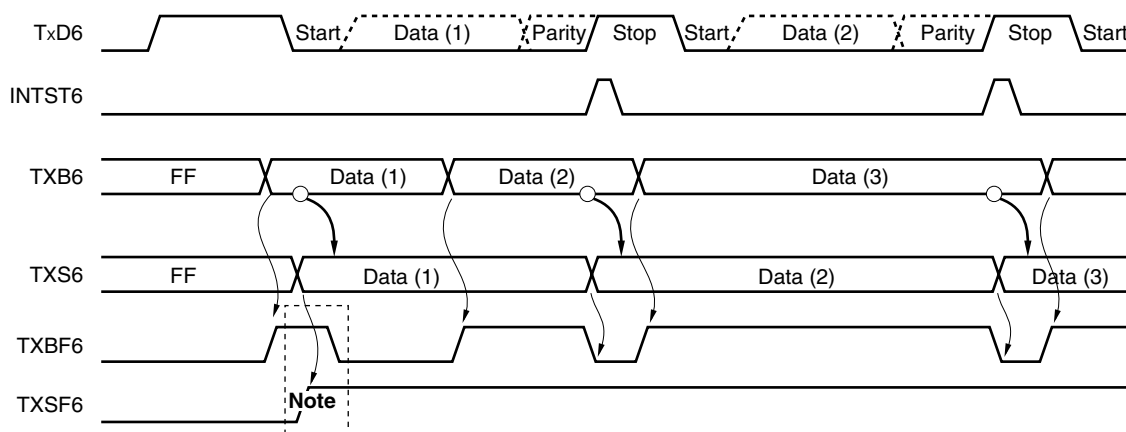 TxD6 Start Data (1) Parity Stop Start Data (2) Parity Stop Start
INTST6
TXB6 FF Data (1) Data (2) Data (3)
TXS6 FF Data (1) Data (2) Data (3)
TXBF6
Note
TXSF6